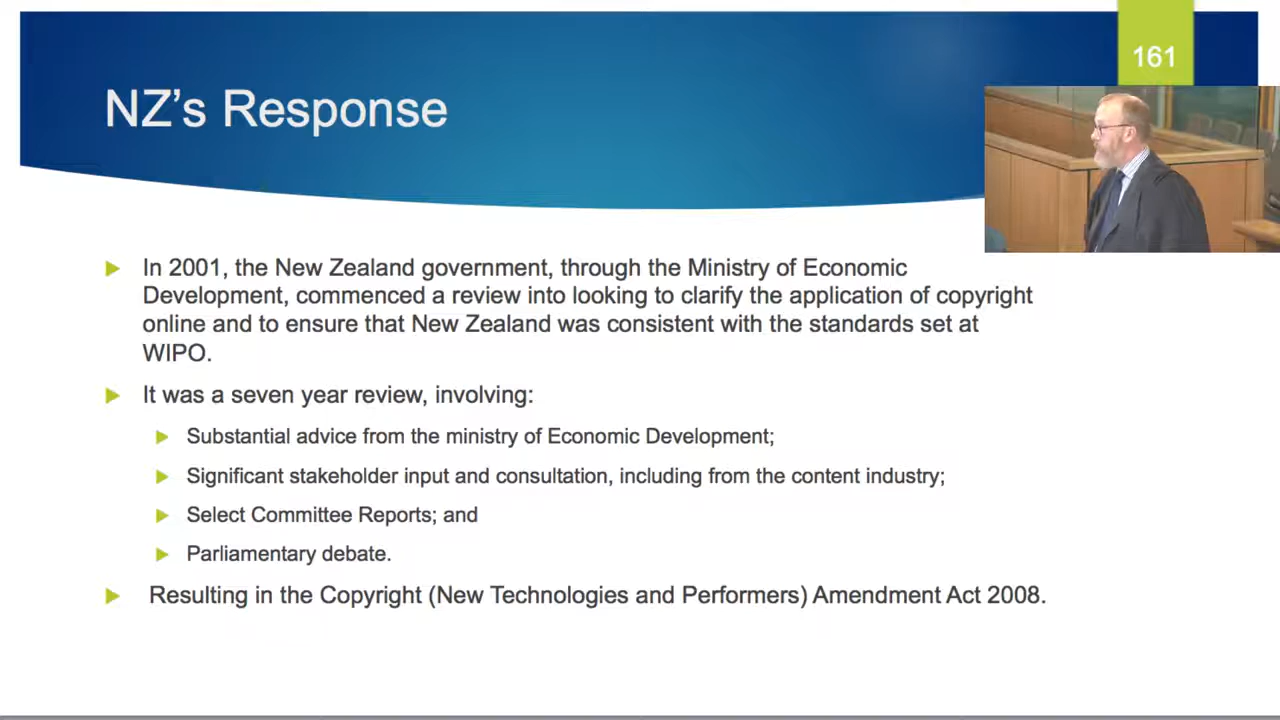 161
NZ's Response
In 2001, the New Zealand government, through the Ministry of Economic
Development, commenced a review into looking to clarify the application of copyright
online and to ensure that New Zealand was consistent with the standards set at
WIPO.
It was a seven year review, involving:
Substantial advice from the ministry of Economic Development;
Significant stakeholder input and consultation, including from the content industry;
Select Committee Reports; and
Parliamentary debate.
Resulting in the Copyright (New Technologies and Performers) Amendment Act 2008.